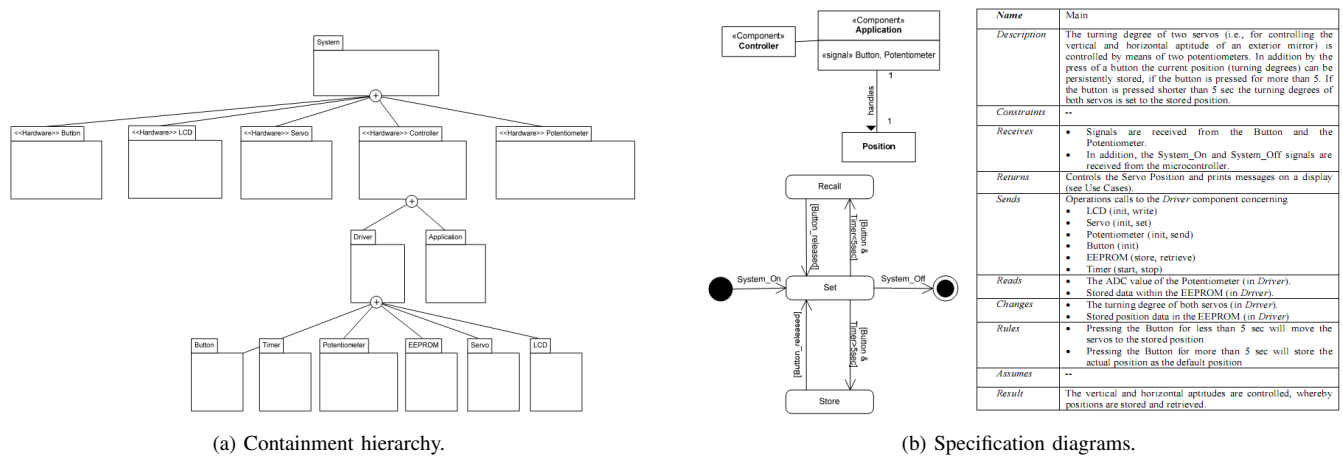 System
<<Hardware>> Button
<<Hardware>> LCD
<<Hardware>> Servo
<<Hardware>> Controller
<<Hardware>> Potentiometer
Driver
Application
Button
Timer
Potentiometer
EEPROM
Servo
LCD
(a) Containment hierarchy.
«Component»
Controller
«Component»
Application
«signal» Button, Potentiometer
1
handles
1
Position
Recall
[Button_released]
[Button &
Timer<5sec]
System_On
Set
System_Off
[Button_released]
[Button &
Timer>5sec]
Store
Name Main
Description The turning degree of two servos (i.e., for controlling the
vertical and horizontal aptitude of an exterior mirror) is
controlled by means of two potentiometers. In addition by the
press of a button the current position (turning degrees) can be
persistently stored, if the button is pressed for more than 5. If
the button is pressed shorter than 5 sec the turning degrees of
both servos is set to the stored position.
Constraints --
Receives • Signals are received from the Button and the
Potentiometer.
• In addition, the System_On and System_Off signals are
received from the microcontroller.
Returns Controls the Servo Position and prints messages on a display
(see Use Cases).
Sends Operations calls to the Driver component concerning
• LCD (init, write)
• Servo (init, set)
• Potentiometer (init, send)
• Button (init)
• EEPROM (store, retrieve)
• Timer (start, stop)
Reads • The ADC value of the Potentiometer (in Driver).
• Stored data within the EEPROM (in Driver).
Changes • The turning degree of both servos (in Driver).
• Stored position data in the EEPROM (in Driver)
Rules • Pressing the Button for less than 5 sec will move the
servos to the stored position
• Pressing the Button for more than 5 sec will store the
actual position as the default position
Assumes --
Result The vertical and horizontal aptitudes are controlled, whereby
positions are stored and retrieved.
(b) Specification diagrams.